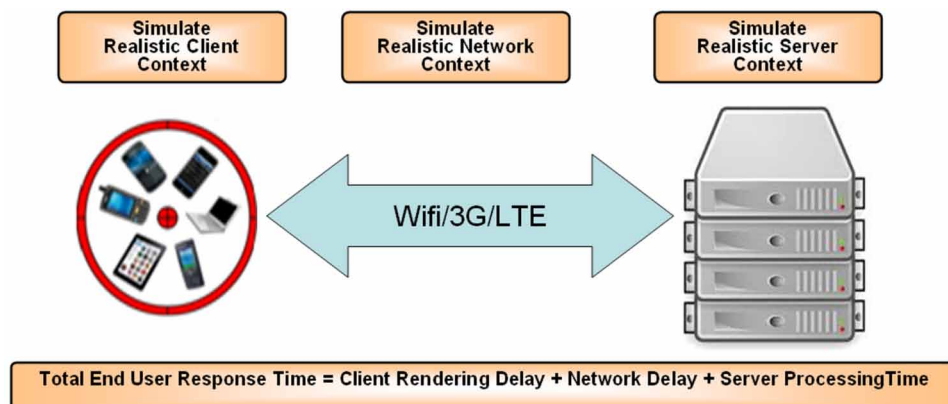 Simulate
Realistic Client
Context
Simulate
Realistic Network
Context
Simulate
Realistic Server
Context
Wifi/3G/LTE
Total End User Response Time = Client Rendering Delay + Network Delay + Server ProcessingTime